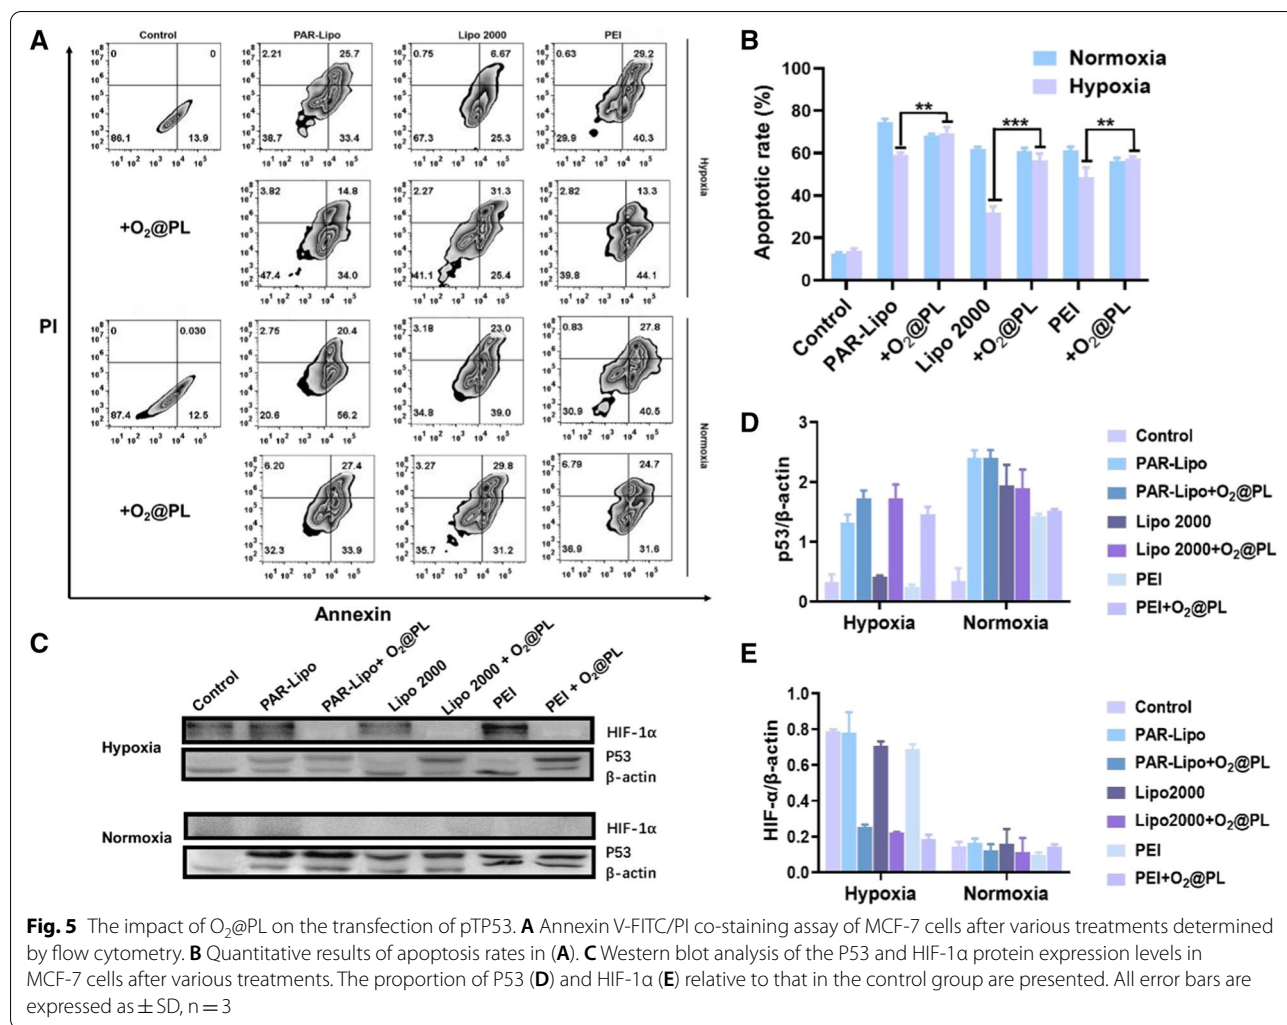 A
Control
PAR-Lipo
Lipo 2000
PEI
0
0
86.1
13.9
2.21
25.7
38.7
33.4
0.75
6.67
67.3
25.3
0.63
29.2
29.9
40.3
Hypoxia
+O₂@PL
3.82
14.8
47.4
34.0
2.27
31.3
41.1
25.4
2.82
13.3
39.8
44.1
PI
0
0.030
87.4
12.5
2.75
20.4
20.6
56.2
3.18
23.0
34.8
39.0
0.83
27.8
30.9
40.5
Normoxia
+O₂@PL
6.20
27.4
32.3
33.9
3.27
29.8
35.7
31.2
6.79
24.7
36.9
31.6
Annexin
B
Normoxia
Hypoxia
Apoptotic rate (%)
100
80
60
40
20
0
**
***
**
Control
PAR-Lipo
+O₂@PL
Lipo 2000
+O₂@PL
PEI
+O₂@PL
C
Control
PAR-Lipo
PAR-Lipo+ O₂@PL
Lipo 2000
Lipo 2000 + O₂@PL
PEI
PEI + O₂@PL
Hypoxia
HIF-1α
P53
β-actin
Normoxia
HIF-1α
P53
β-actin
D
p53/β-actin
3
2
1
0
Hypoxia
Normoxia
Control
PAR-Lipo
PAR-Lipo+O₂@PL
Lipo 2000
Lipo 2000+O₂@PL
PEI
PEI+O₂@PL
E
HIF-α/β-actin
1.0
0.8
0.6
0.4
0.2
0.0
Hypoxia
Normoxia
Control
PAR-Lipo
PAR-Lipo+O₂@PL
Lipo2000
Lipo2000+O₂@PL
PEI
PEI+O₂@PL
Fig. 5 The impact of O₂@PL on the transfection of pTP53. A Annexin V-FITC/PI co-staining assay of MCF-7 cells after various treatments determined
by flow cytometry. B Quantitative results of apoptosis rates in (A). C Western blot analysis of the P53 and HIF-1α protein expression levels in
MCF-7 cells after various treatments. The proportion of P53 (D) and HIF-1α (E) relative to that in the control group are presented. All error bars are
expressed as ± SD, n = 3